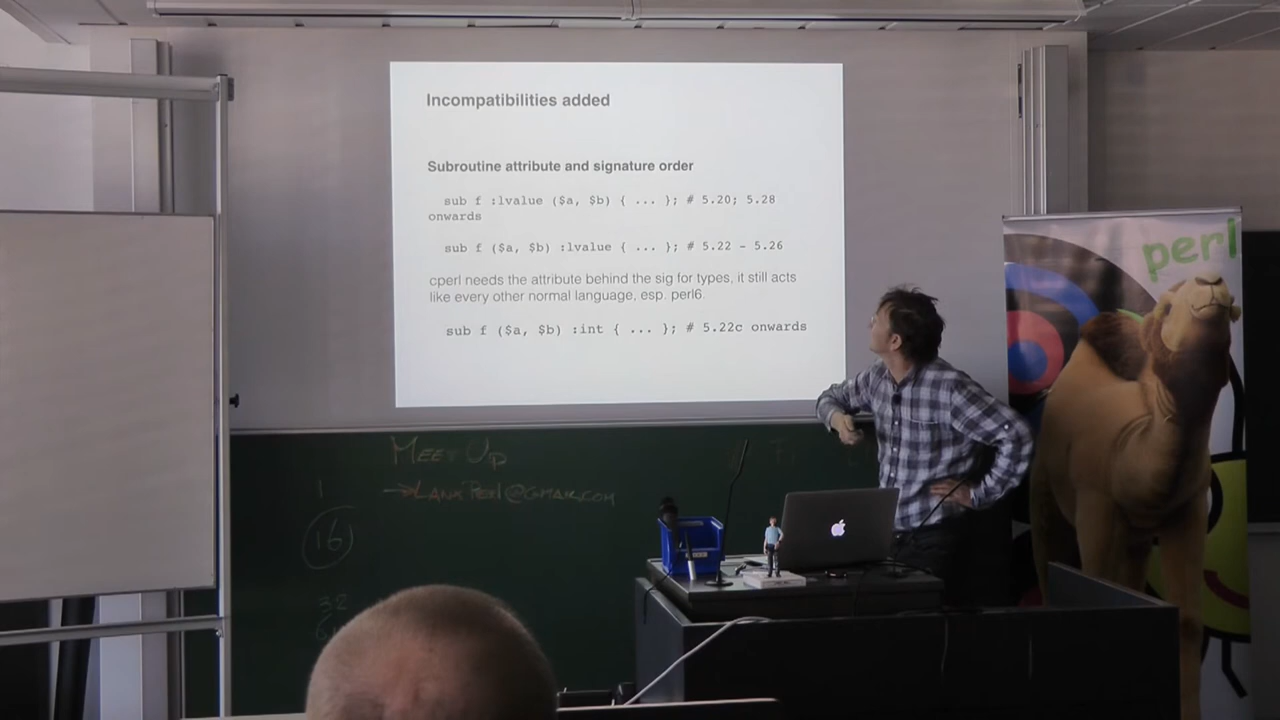 Incompatibilities added
Subroutine attribute and signature order
sub f :lvalue ($a, $b) { ... }; # 5.20; 5.28
onwards
sub f ($a, $b) :lvalue { ... }; # 5.22 - 5.26
cperl needs the attribute behind the sig for types, it still acts
like every other normal language, esp. perl6.
sub f ($a, $b) :int { ... }; # 5.22c onwards
perl
MEET UP
1
16
32